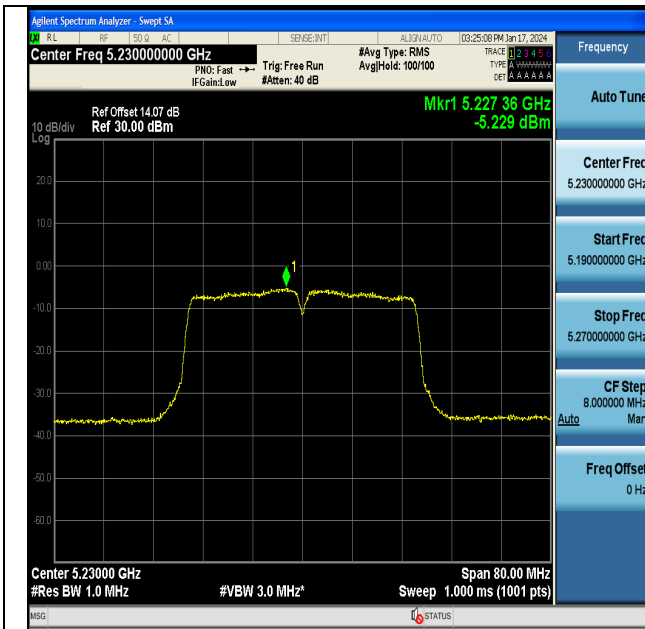 Agilent Spectrum Analyzer - Swept SA
LXI RL RF 50 Ω AC SENSE:INT ALIGNAUTO 03:25:08 PM Jan 17, 2024
Center Freq 5.230000000 GHz
PNO: Fast
IFGain:Low
Trig: Free Run
#Atten: 40 dB
#Avg Type: RMS
Avg|Hold: 100/100
TRACE 1 2 3 4 5 6
TYPE A
DET A A A A A A
Ref Offset 14.07 dB
Ref 30.00 dBm
10 dB/div
Log
Mkr1 5.227 36 GHz
-5.229 dBm
20.0
10.0
0.00
-10.0
-20.0
-30.0
-40.0
-50.0
-60.0
1
Center 5.23000 GHz
Span 80.00 MHz
#Res BW 1.0 MHz
#VBW 3.0 MHz*
Sweep 1.000 ms (1001 pts)
MSG
STATUS
Frequency
Auto Tune
Center Freq
5.230000000 GHz
Start Freq
5.190000000 GHz
Stop Freq
5.270000000 GHz
CF Step
8.000000 MHz
Auto Man
Freq Offset
0 Hz